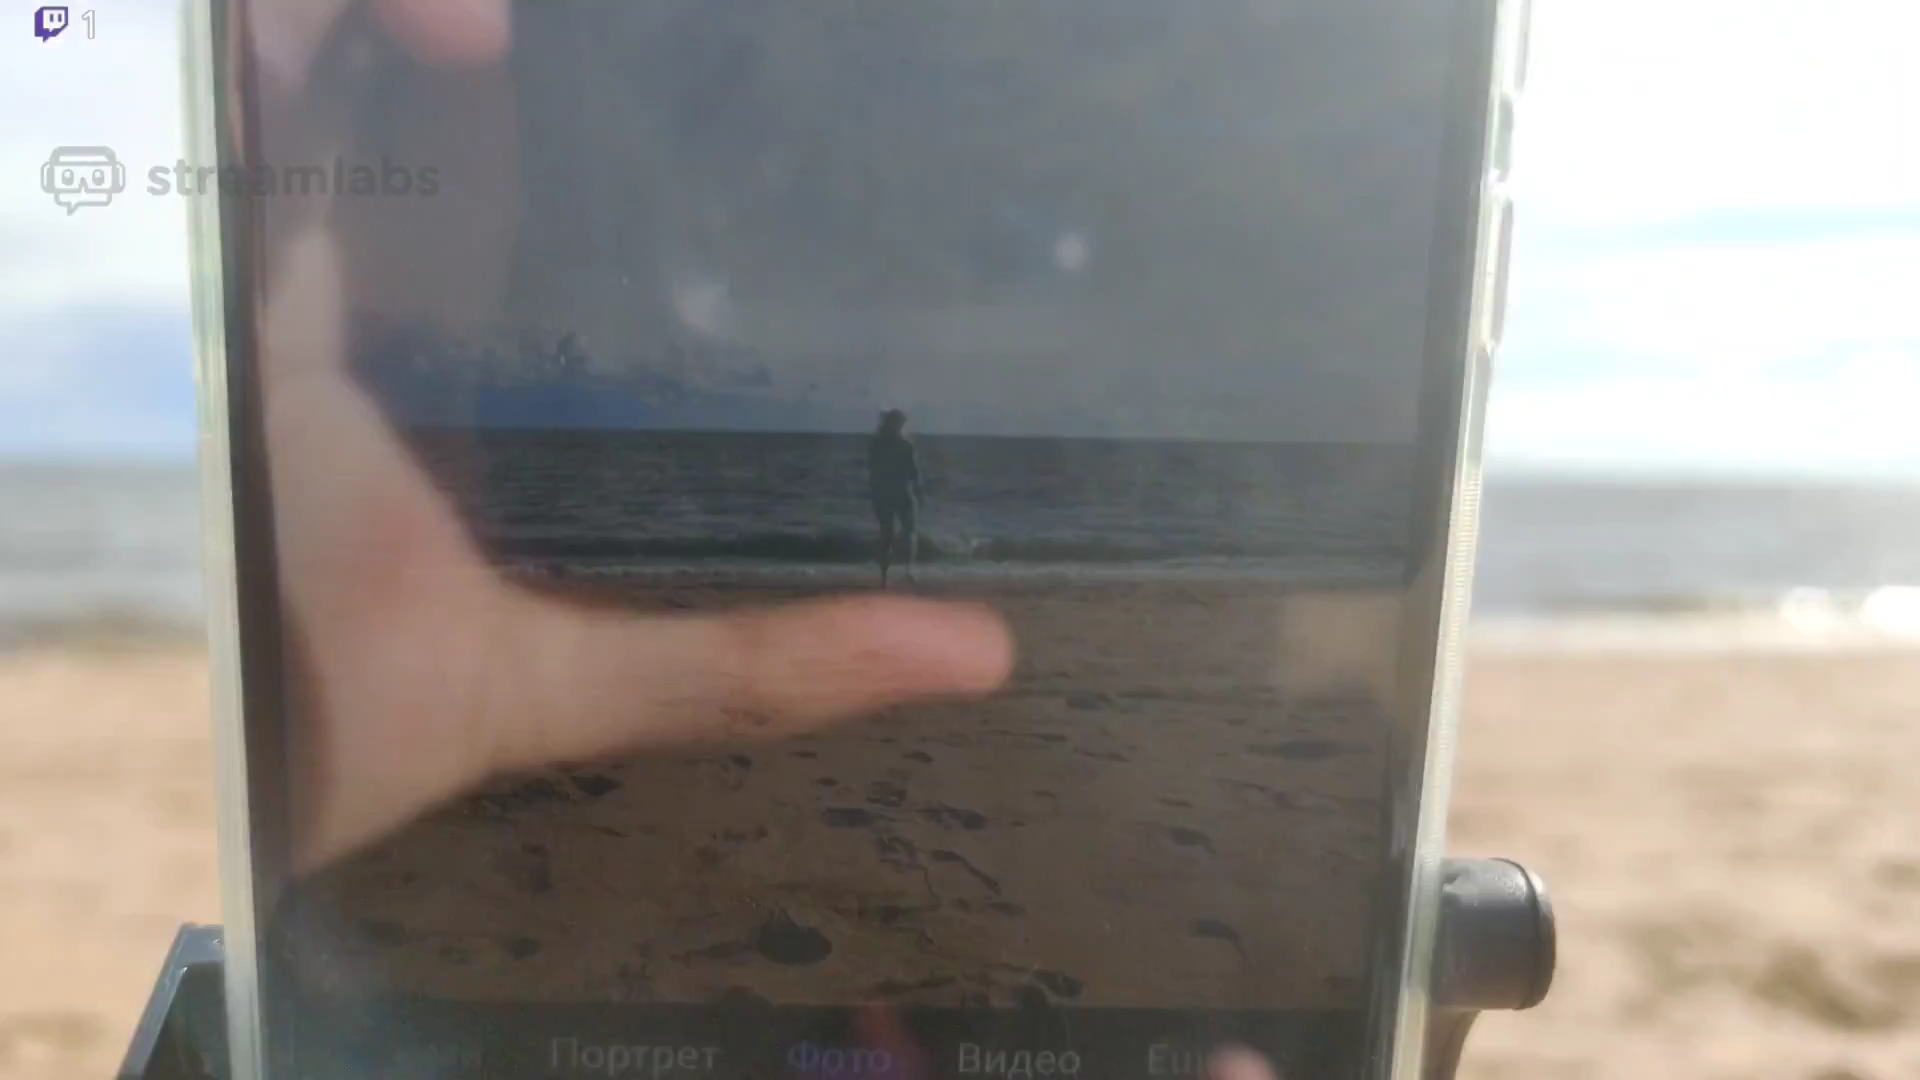 1
streamlabs
Портрет Фото Видео